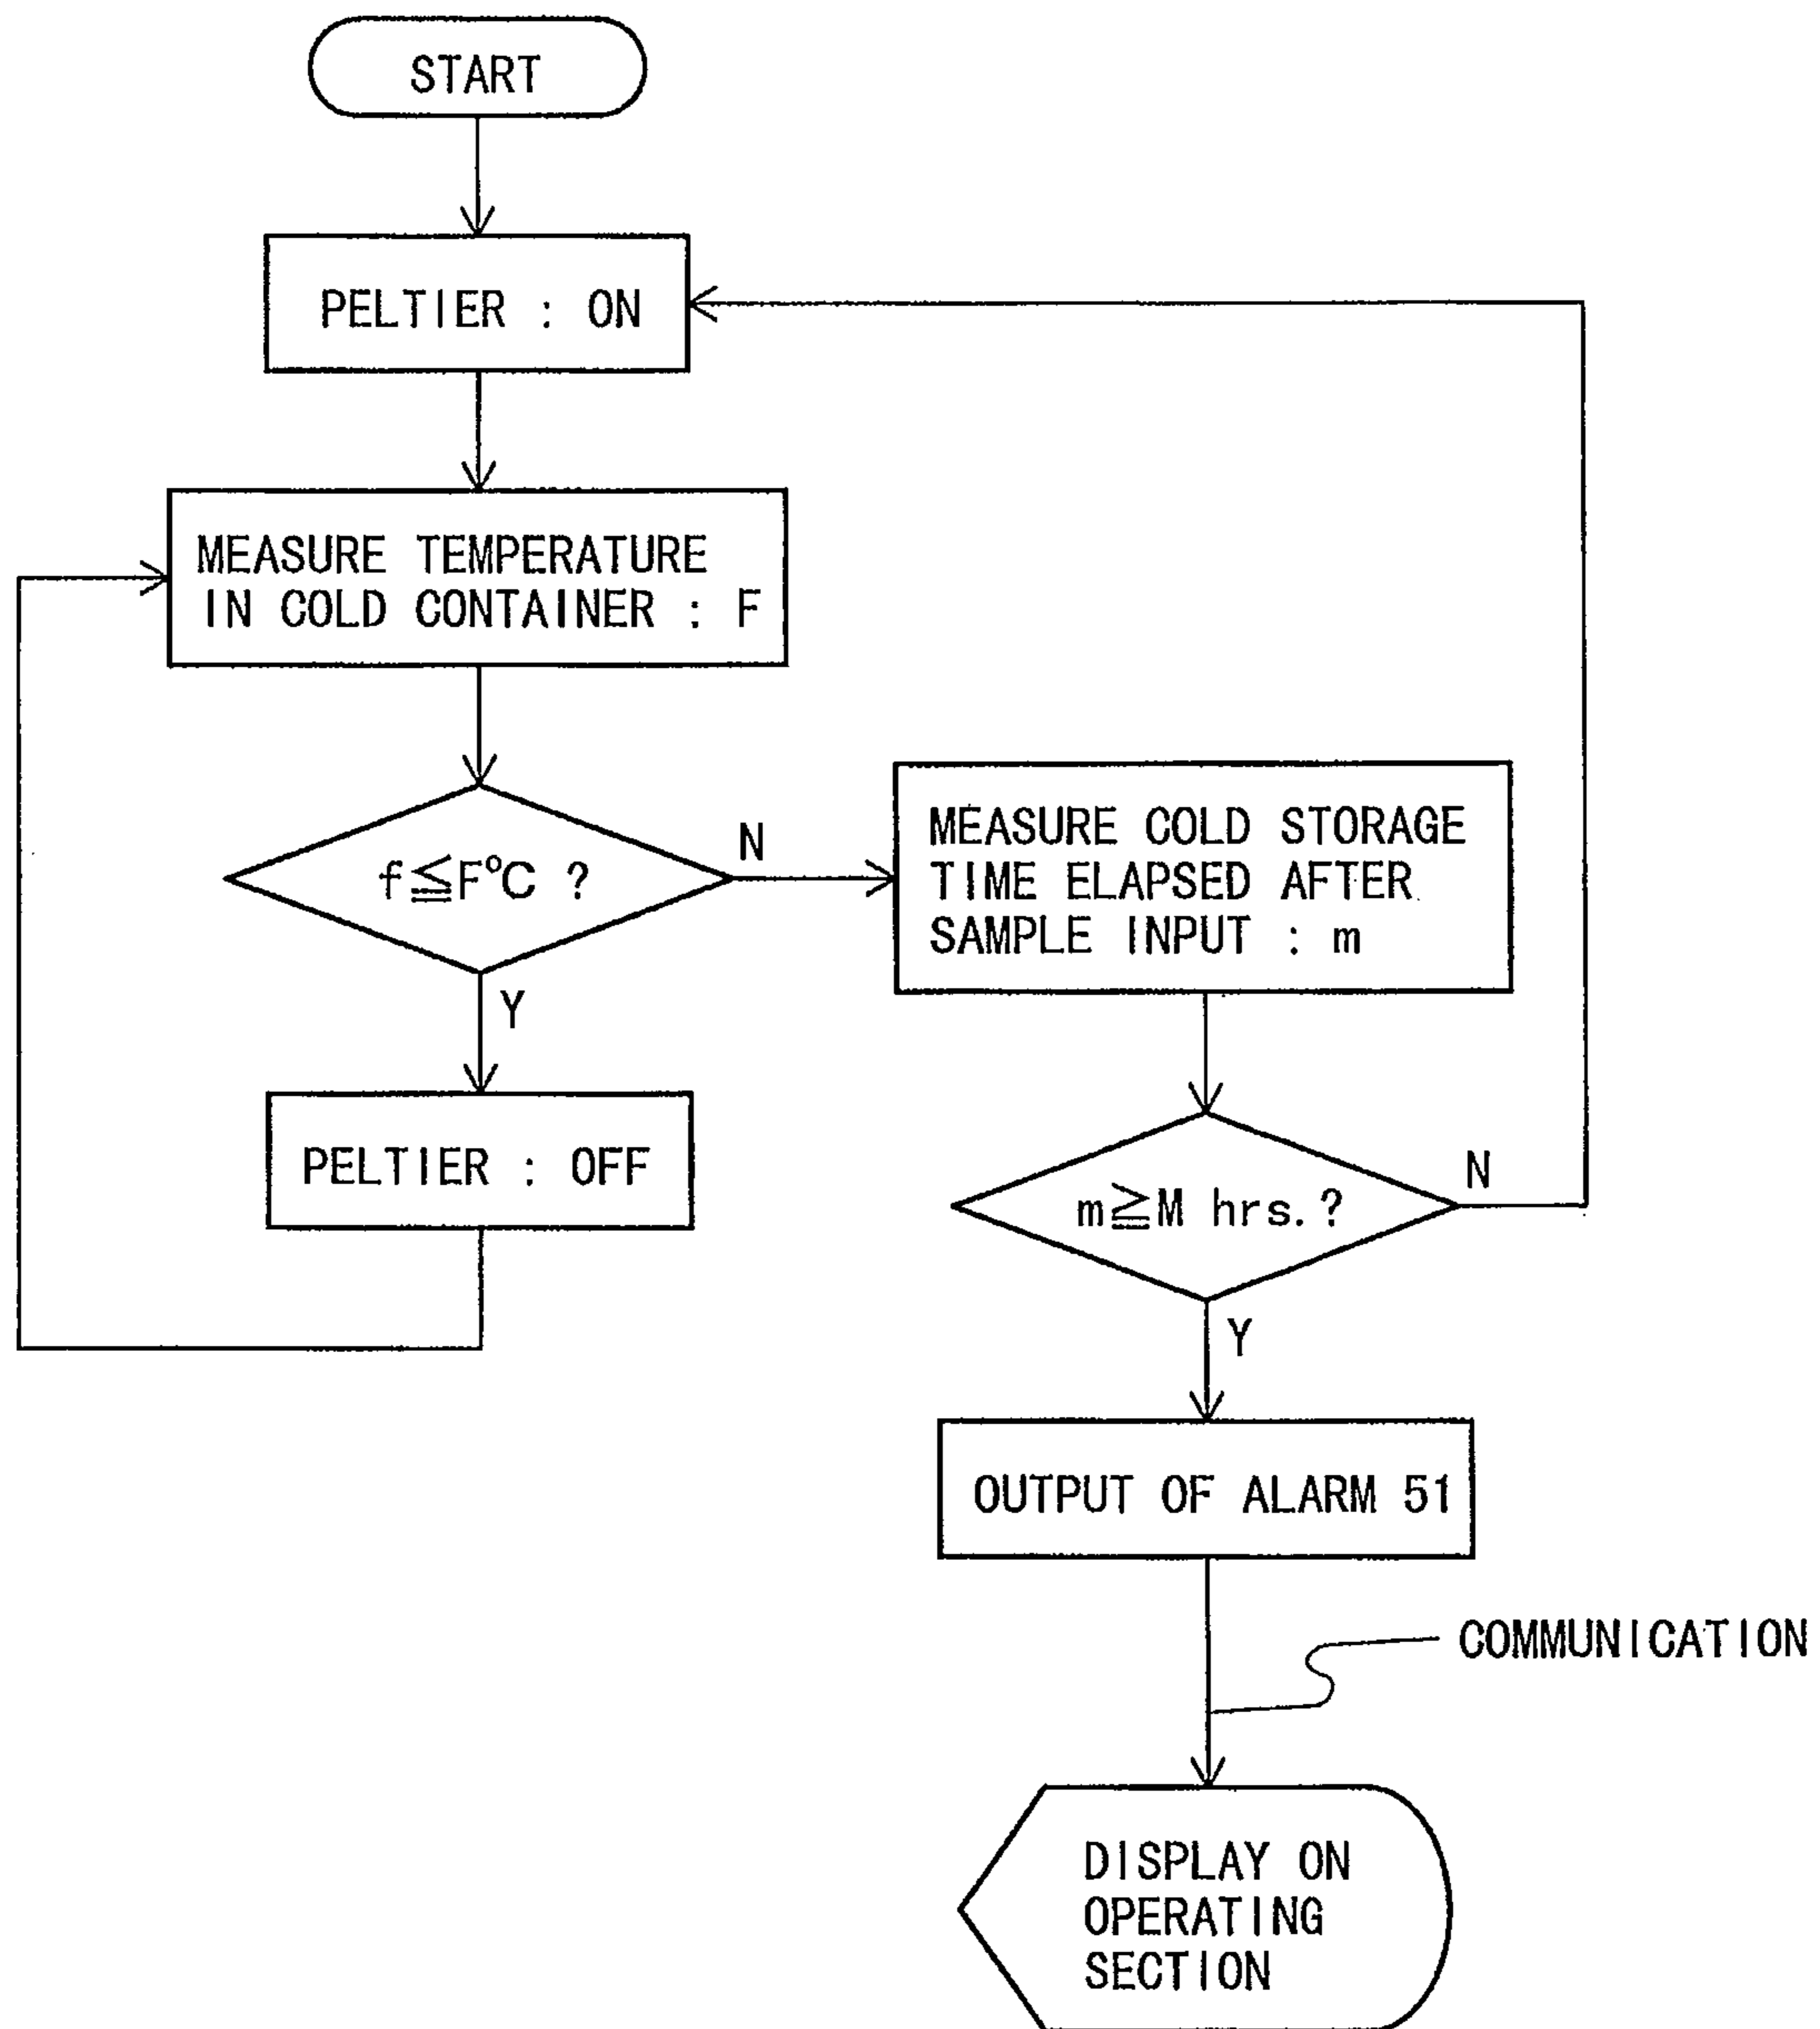 START
PELTIER : ON
MEASURE TEMPERATURE
IN COLD CONTAINER : F
f≦F°C ?
N
Y
PELTIER : OFF
MEASURE COLD STORAGE
TIME ELAPSED AFTER
SAMPLE INPUT : m
m≧M hrs.?
N
Y
OUTPUT OF ALARM 51
COMMUNICATION
DISPLAY ON
OPERATING
SECTION